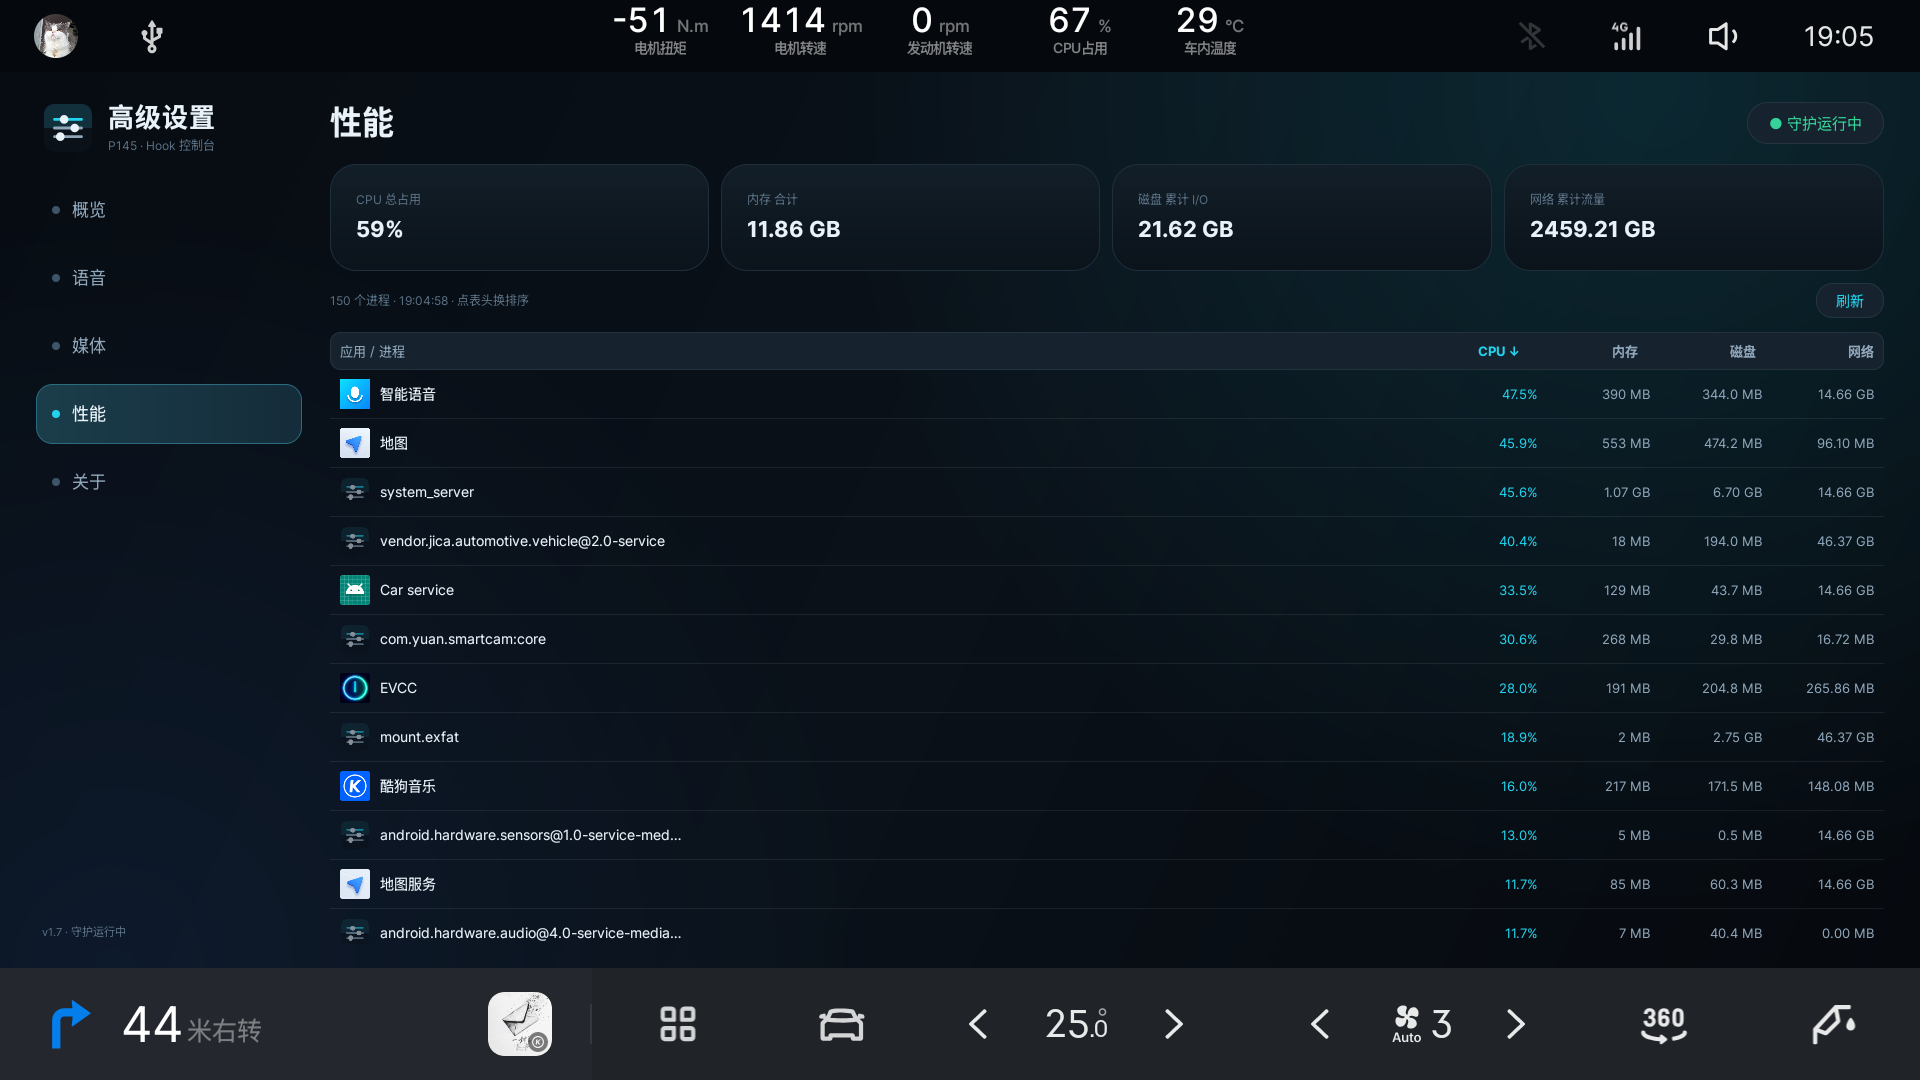 -51 N.m
电机扭矩
1414 rpm
电机转速
0 rpm
发动机转速
67 %
CPU占用
29 °C
车内温度
4G
19:05
高级设置
P145 · Hook 控制台
概览
语音
媒体
性能
关于
v1.7 · 守护运行中
性能
守护运行中
CPU 总占用
59%
内存 合计
11.86 GB
磁盘 累计 I/O
21.62 GB
网络 累计流量
2459.21 GB
150 个进程 · 19:04:58 · 点表头换排序
刷新
应用 / 进程 CPU ↓ 内存 磁盘 网络
智能语音 47.5% 390 MB 344.0 MB 14.66 GB
地图 45.9% 553 MB 474.2 MB 96.10 MB
system_server 45.6% 1.07 GB 6.70 GB 14.66 GB
vendor.jica.automotive.vehicle@2.0-service 40.4% 18 MB 194.0 MB 46.37 GB
Car service 33.5% 129 MB 43.7 MB 14.66 GB
com.yuan.smartcam:core 30.6% 268 MB 29.8 MB 16.72 MB
EVCC 28.0% 191 MB 204.8 MB 265.86 MB
mount.exfat 18.9% 2 MB 2.75 GB 46.37 GB
酷狗音乐 16.0% 217 MB 171.5 MB 148.08 MB
android.hardware.sensors@1.0-service-med... 13.0% 5 MB 0.5 MB 14.66 GB
地图服务 11.7% 85 MB 60.3 MB 14.66 GB
android.hardware.audio@4.0-service-media... 11.7% 7 MB 40.4 MB 0.00 MB
44 米右转
25.0°
Auto 3
360